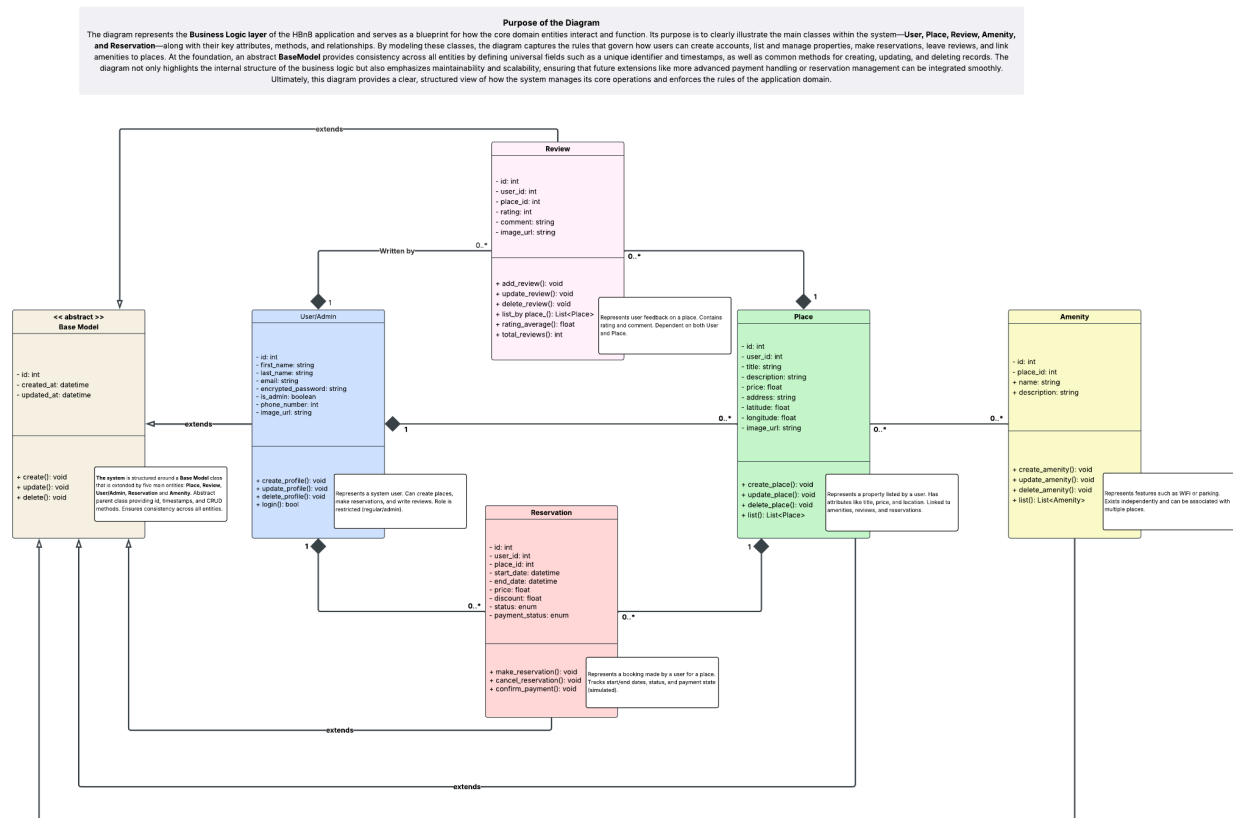 Purpose of the Diagram
The diagram represents the Business Logic layer of the HBnB application and serves as a blueprint for how the core domain entities interact and function. Its purpose is to clearly illustrate the main classes within the system—User, Place, Review, Amenity,
and Reservation—along with their key attributes, methods, and relationships. By modeling these classes, the diagram captures the rules that govern how users can create accounts, list and manage properties, make reservations, leave reviews, and link
amenities to places. At the foundation, an abstract BaseModel provides consistency across all entities by defining universal fields such as a unique identifier and timestamps, as well as common methods for creating, updating, and deleting records. The
diagram not only highlights the internal structure of the business logic but also emphasizes maintainability and scalability, ensuring that future extensions like more advanced payment handling or reservation management can be integrated smoothly.
Ultimately, this diagram provides a clear, structured view of how the system manages its core operations and enforces the rules of the application domain.
extends
Review
- id: int
- user_id: int
- place_id: int
- rating: int
- comment: string
- image_url: string
+ add_review(): void
+ update_review(): void
+ delete_review(): void
+ list_by place_(): List<Place>
+ rating_average(): float
+ total_reviews(): int
Represents user feedback on a place. Contains
rating and comment. Dependent on both User
and Place.
Written by
0..*
1
0..*
1
<< abstract >>
Base Model
- id: int
- created_at: datetime
- updated_at: datetime
+ create(): void
+ update(): void
+ delete(): void
The system is structured around a Base Model class
that is extended by five main entities: Place, Review,
User/Admin, Reservation and Amenity. Abstract
parent class providing id, timestamps, and CRUD
methods. Ensures consistency across all entities.
extends
User/Admin
- id: int
- first_name: string
- last_name: string
- email: string
- encrypted_password: string
- is_admin: boolean
- phone_number: int
- image_url: string
+ create_profile(): void
+ update_profile(): void
+ delete_profile(): void
+ login(): bool
Represents a system user. Can create places,
make reservations, and write reviews. Role is
restricted (regular/admin).
1
0..*
Place
- id: int
- user_id: int
- title: string
- description: string
- price: float
- address: string
- latitude: float
- longitude: float
- image_url: string
+ create_place(): void
+ update_place(): void
+ delete_place(): void
+ list(): List<Place>
Represents a property listed by a user. Has
attributes like title, price, and location. Linked to
amenities, reviews, and reservations.
0..*
0..*
Amenity
- id: int
- place_id: int
+ name: string
+ description: string
+ create_amenity(): void
+ update_amenity(): void
+ delete_amenity(): void
+ list(): List<Amenity>
Represents features such as WiFi or parking.
Exists independently and can be associated with
multiple places.
1
0..*
1
0..*
Reservation
- id: int
- user_id: int
- place_id: int
- start_date: datetime
- end_date: datetime
- price: float
- discount: float
- status: enum
- payment_status: enum
+ make_reservation(): void
+ cancel_reservation(): void
+ confirm_payment(): void
Represents a booking made by a user for a place.
Tracks start/end dates, status, and payment state
(simulated).
extends
extends